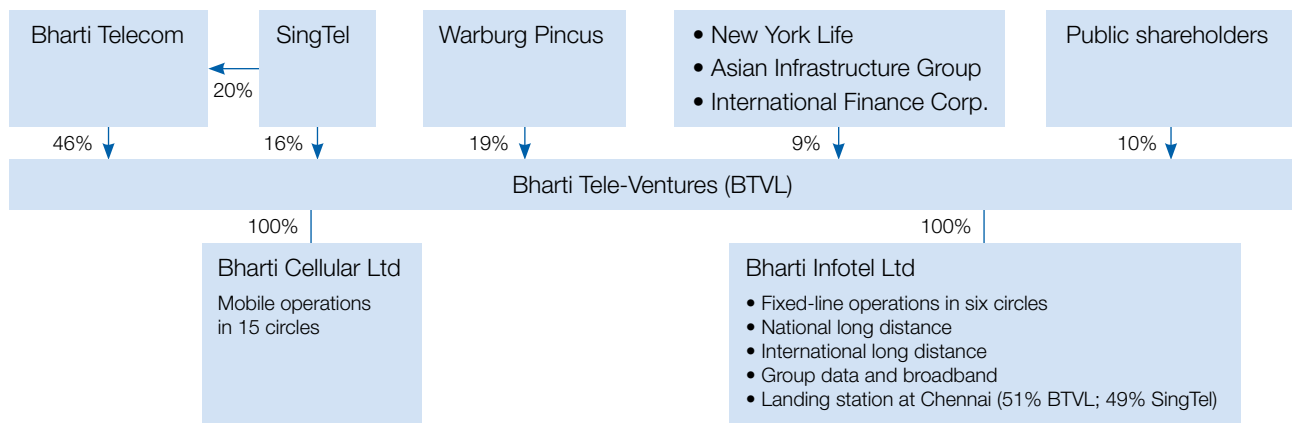 Bharti Telecom
SingTel
Warburg Pincus
• New York Life
• Asian Infrastructure Group
• International Finance Corp.
Public shareholders
20%
46%
16%
19%
9%
10%
Bharti Tele-Ventures (BTVL)
100%
100%
Bharti Cellular Ltd
Mobile operations
in 15 circles
Bharti Infotel Ltd
• Fixed-line operations in six circles
• National long distance
• International long distance
• Group data and broadband
• Landing station at Chennai (51% BTVL; 49% SingTel)